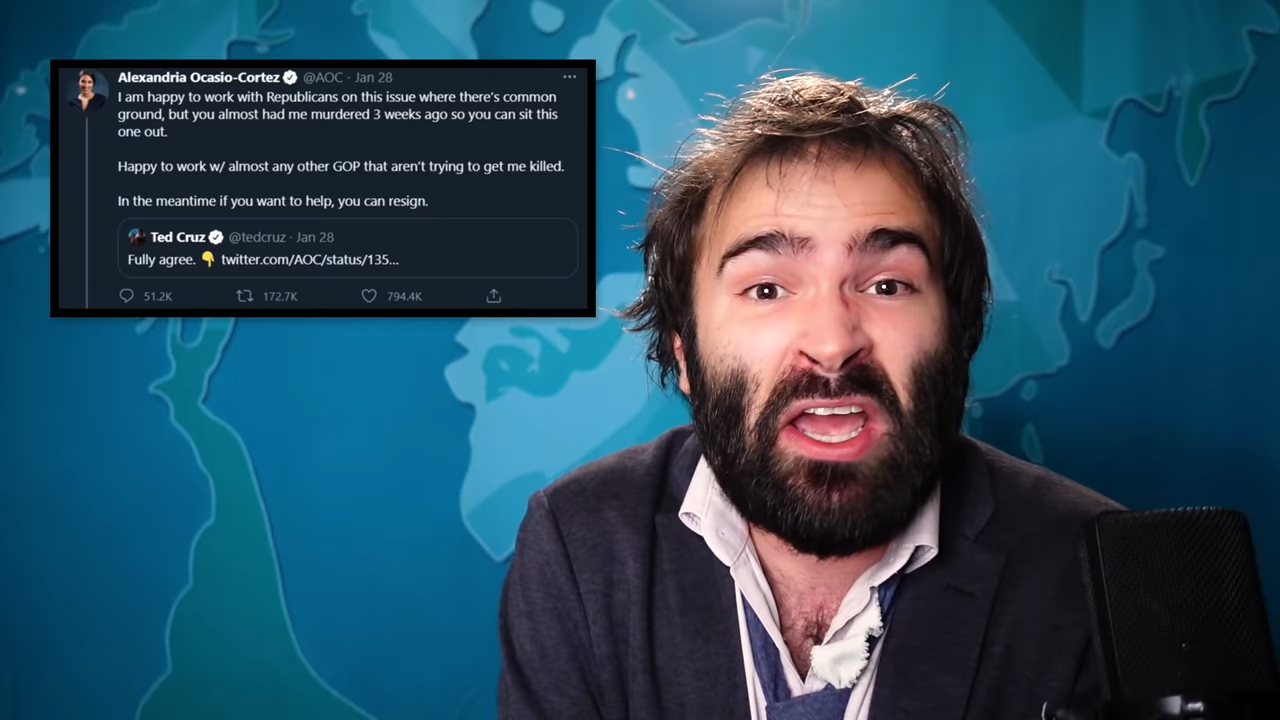 Alexandria Ocasio-Cortez @AOC · Jan 28
I am happy to work with Republicans on this issue where there's common
ground, but you almost had me murdered 3 weeks ago so you can sit this
one out.
Happy to work w/ almost any other GOP that aren't trying to get me killed.
In the meantime if you want to help, you can resign.
Ted Cruz @tedcruz · Jan 28
Fully agree. 👇 twitter.com/AOC/status/135...
51.2K 172.7K 794.4K